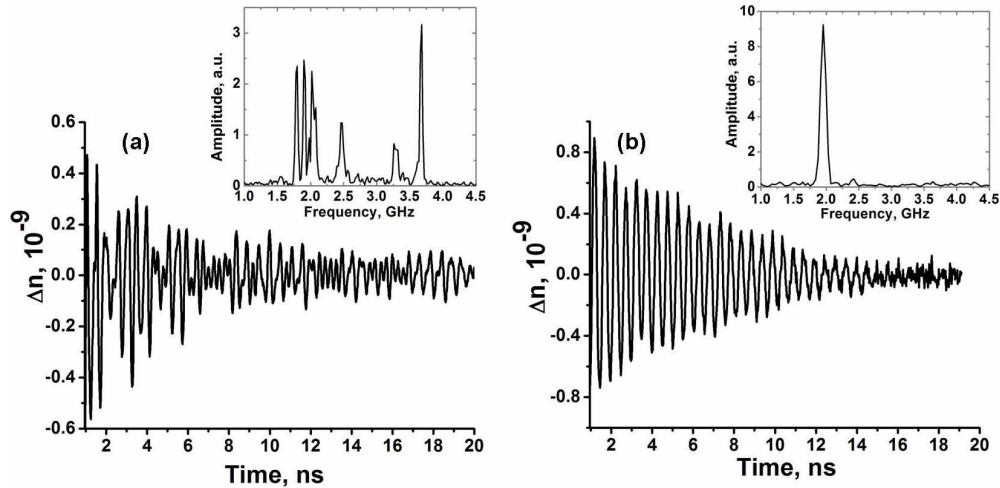 (a)
Δn, 10⁻⁹
0.6
0.4
0.2
0.0
-0.2
-0.4
-0.6
2 4 6 8 10 12 14 16 18 20
Time, ns
Amplitude, a.u.
3
2
1
0
1.0 1.5 2.0 2.5 3.0 3.5 4.0 4.5
Frequency, GHz
(b)
Δn, 10⁻⁹
0.8
0.4
0.0
-0.4
-0.8
2 4 6 8 10 12 14 16 18 20
Time, ns
Amplitude, a.u.
10
8
6
4
2
0
1.0 1.5 2.0 2.5 3.0 3.5 4.0 4.5
Frequency, GHz